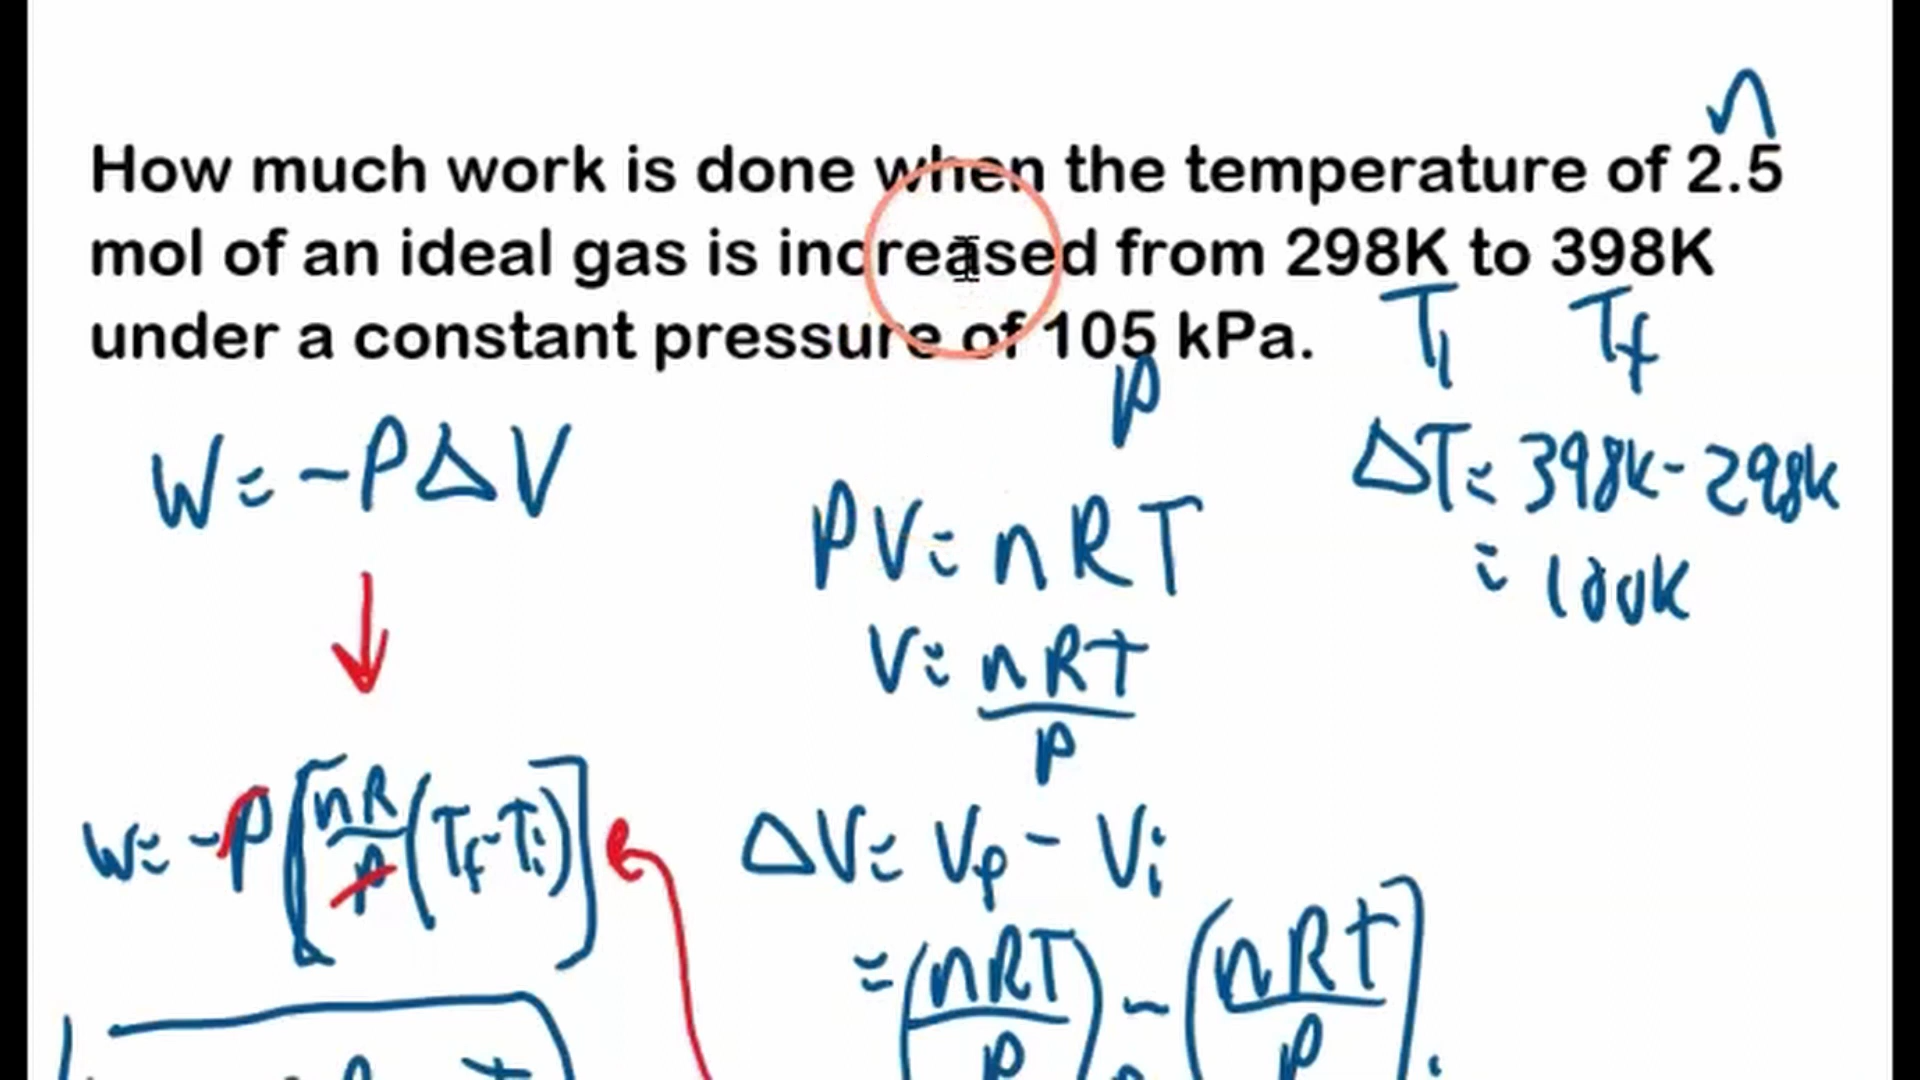 n
How much work is done when the temperature of 2.5
mol of an ideal gas is increased from 298K to 398K
under a constant pressure of 105 kPa.
Ti Tf
P
W = -PΔV
ΔT = 398K - 298K
= 100K
PV = nRT
V = nRT
P
W = -P[nR/P(Tf-Ti)]
ΔV = Vf - Vi
= (nRT/P) - (nRT/P)